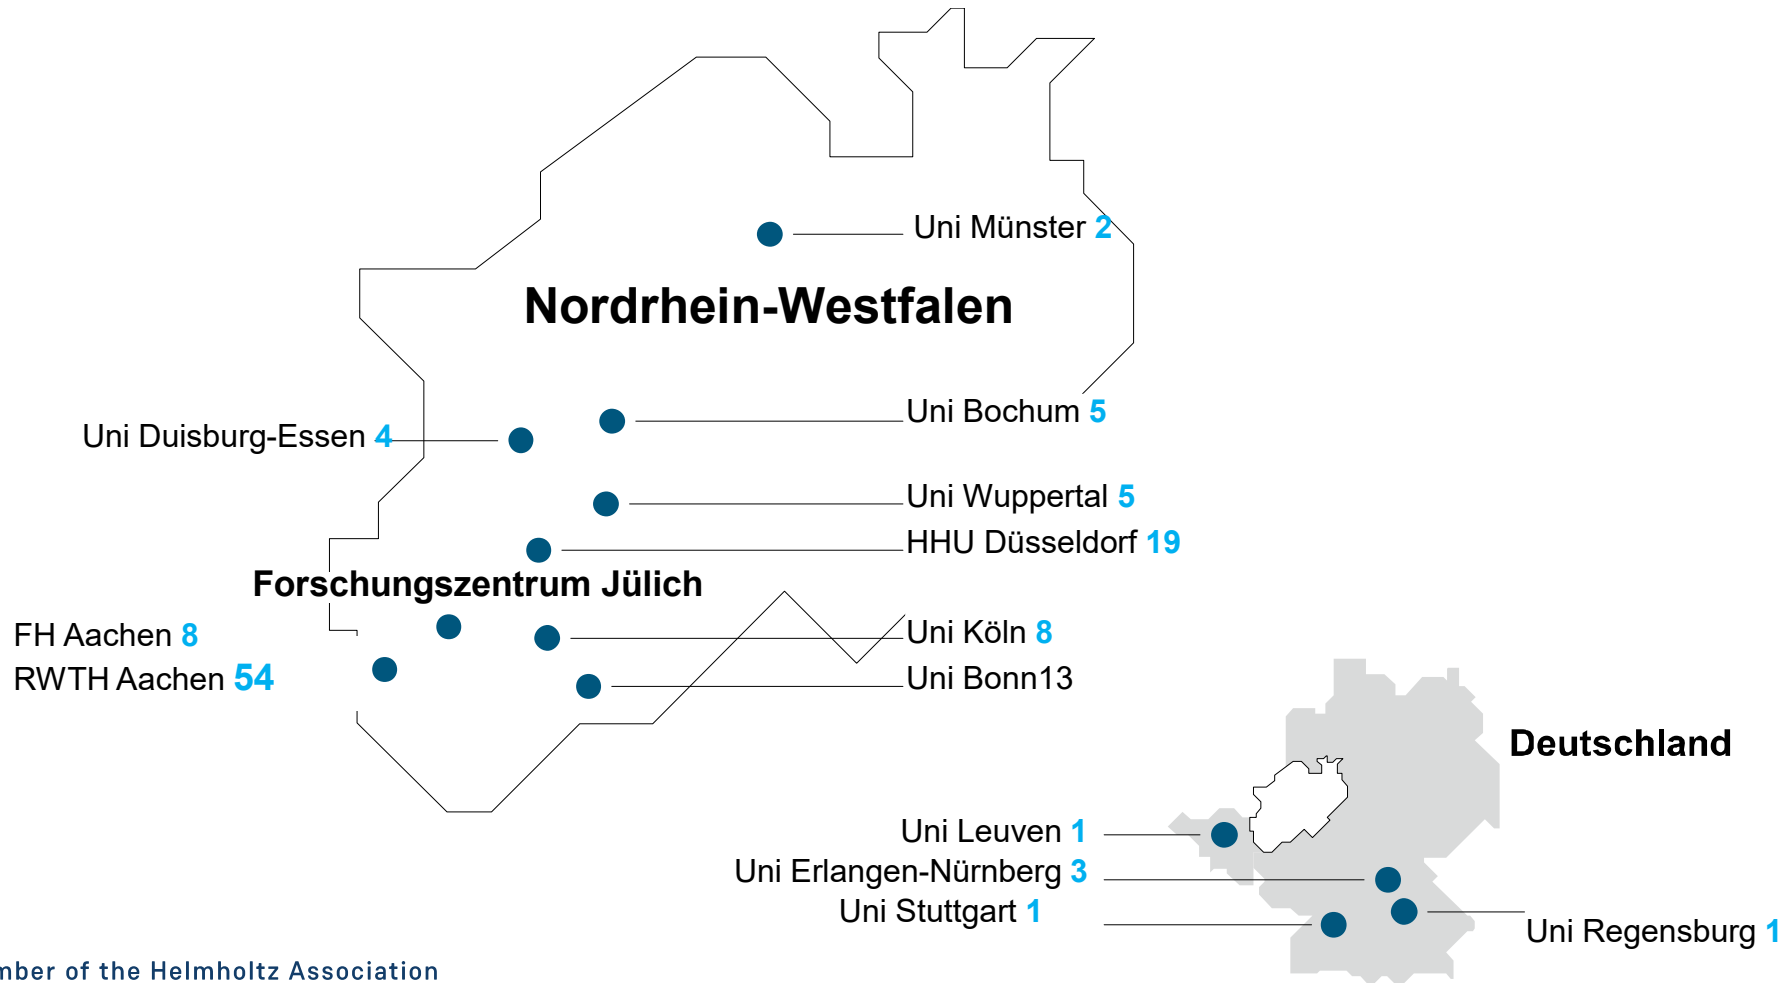 Uni Münster 2
Nordrhein-Westfalen
Uni Bochum 5
Uni Duisburg-Essen 4
Uni Wuppertal 5
HHU Düsseldorf 19
Forschungszentrum Jülich
FH Aachen 8
Uni Köln 8
RWTH Aachen 54
Uni Bonn13
Deutschland
Uni Leuven 1
Uni Erlangen-Nürnberg 3
Uni Stuttgart 1
Uni Regensburg 1
mber of the Helmholtz Association